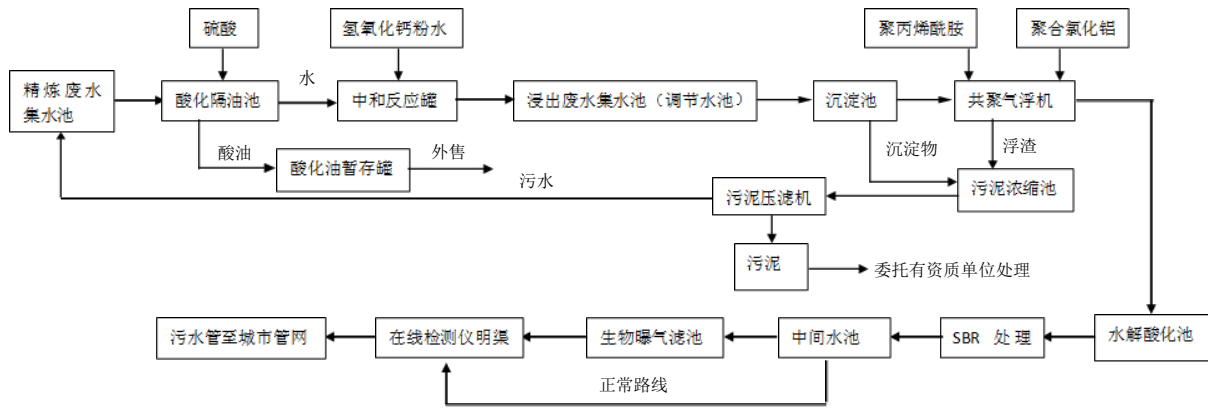 硫酸
氢氧化钙粉水
聚丙烯酰胺
聚合氯化铝
精炼废水
集水池
酸化隔油池
水
中和反应罐
浸出废水集水池（调节水池）
沉淀池
共聚气浮机
酸油
酸化油暂存罐
外售
沉淀物
浮渣
污水
污泥压滤机
污泥浓缩池
污泥
委托有资质单位处理
污水管至城市管网
在线检测仪明渠
生物曝气滤池
中间水池
SBR 处理
水解酸化池
正常路线